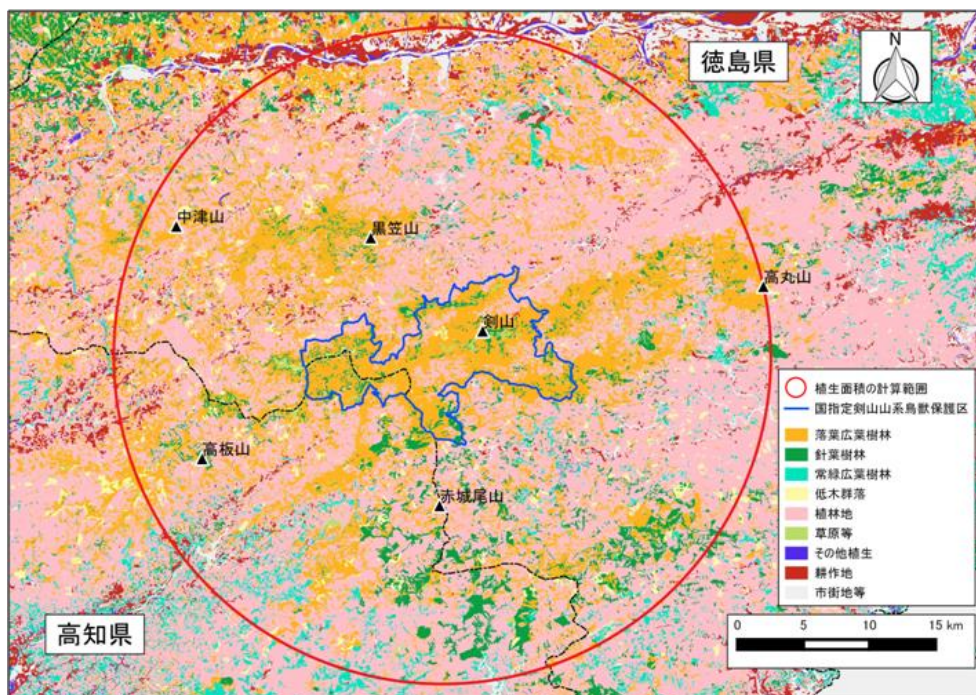 徳島県
N
中津山
黒笠山
高丸山
剣山
高板山
赤城尾山
高知県
植生面積の計算範囲
国指定剣山山系鳥獣保護区
落葉広葉樹林
針葉樹林
常緑広葉樹林
低木群落
植林地
草原等
その他植生
耕作地
市街地等
0 5 10 15 km